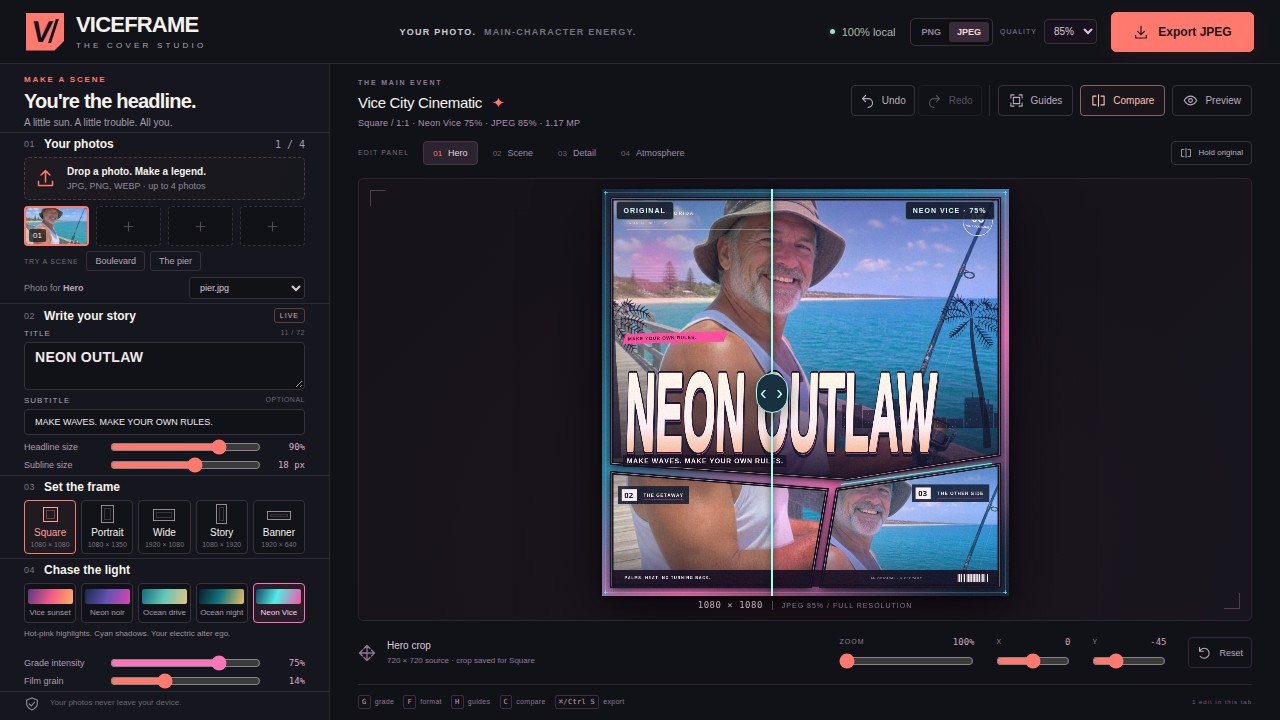 V/ VICEFRAME
THE COVER STUDIO
YOUR PHOTO. MAIN-CHARACTER ENERGY.
100% local
PNG JPEG
QUALITY 85%
Export JPEG
MAKE A SCENE
You're the headline.
A little sun. A little trouble. All you.
01 Your photos 1 / 4
Drop a photo. Make a legend.
JPG, PNG, WEBP · up to 4 photos
01
TRY A SCENE Boulevard The pier
Photo for Hero pier.jpg
02 Write your story LIVE
TITLE 11 / 72
NEON OUTLAW
SUBTITLE OPTIONAL
MAKE WAVES. MAKE YOUR OWN RULES.
Headline size 90%
Subline size 18 px
03 Set the frame
Square Portrait Wide Story Banner
1080 × 1080 1080 × 1350 1920 × 1080 1080 × 1920 1920 × 640
04 Chase the light
Vice sunset Neon noir Ocean drive Ocean night Neon Vice
Hot-pink highlights. Cyan shadows. Your electric alter ego.
Grade intensity 75%
Film grain 14%
Your photos never leave your device.
THE MAIN EVENT
Vice City Cinematic
Square / 1:1 · Neon Vice 75% · JPEG 85% · 1.17 MP
Undo Redo Guides Compare Preview
EDIT PANEL 01 Hero 02 Scene 03 Detail 04 Atmosphere
Hold original
ORIGINAL
NEON VICE · 75%
MAKE YOUR OWN RULES.
NEON OUTLAW
MAKE WAVES. MAKE YOUR OWN RULES.
02 THE GETAWAY
03 THE OTHER SIDE
PALMS. HEAT. NO TURNING BACK.
1080 × 1080 | JPEG 85% / FULL RESOLUTION
Hero crop
720 × 720 source · crop saved for Square
ZOOM 100% X 0 Y -45
Reset
G grade F format H guides C compare ⌘/Ctrl S export
1 edit in this tab